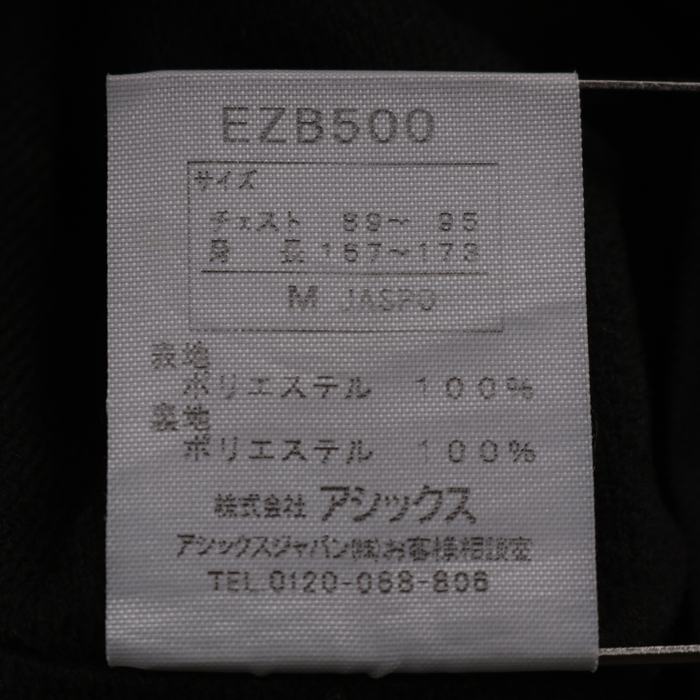 EZB500
サイズ
チェスト 89～ 95
身 長 167～173
M JASPO
表地
ポリエステル 100%
裏地
ポリエステル 100%
株式会社 アシックス
アシックスジャパン(株)お客様相談室
TEL.0120-068-806